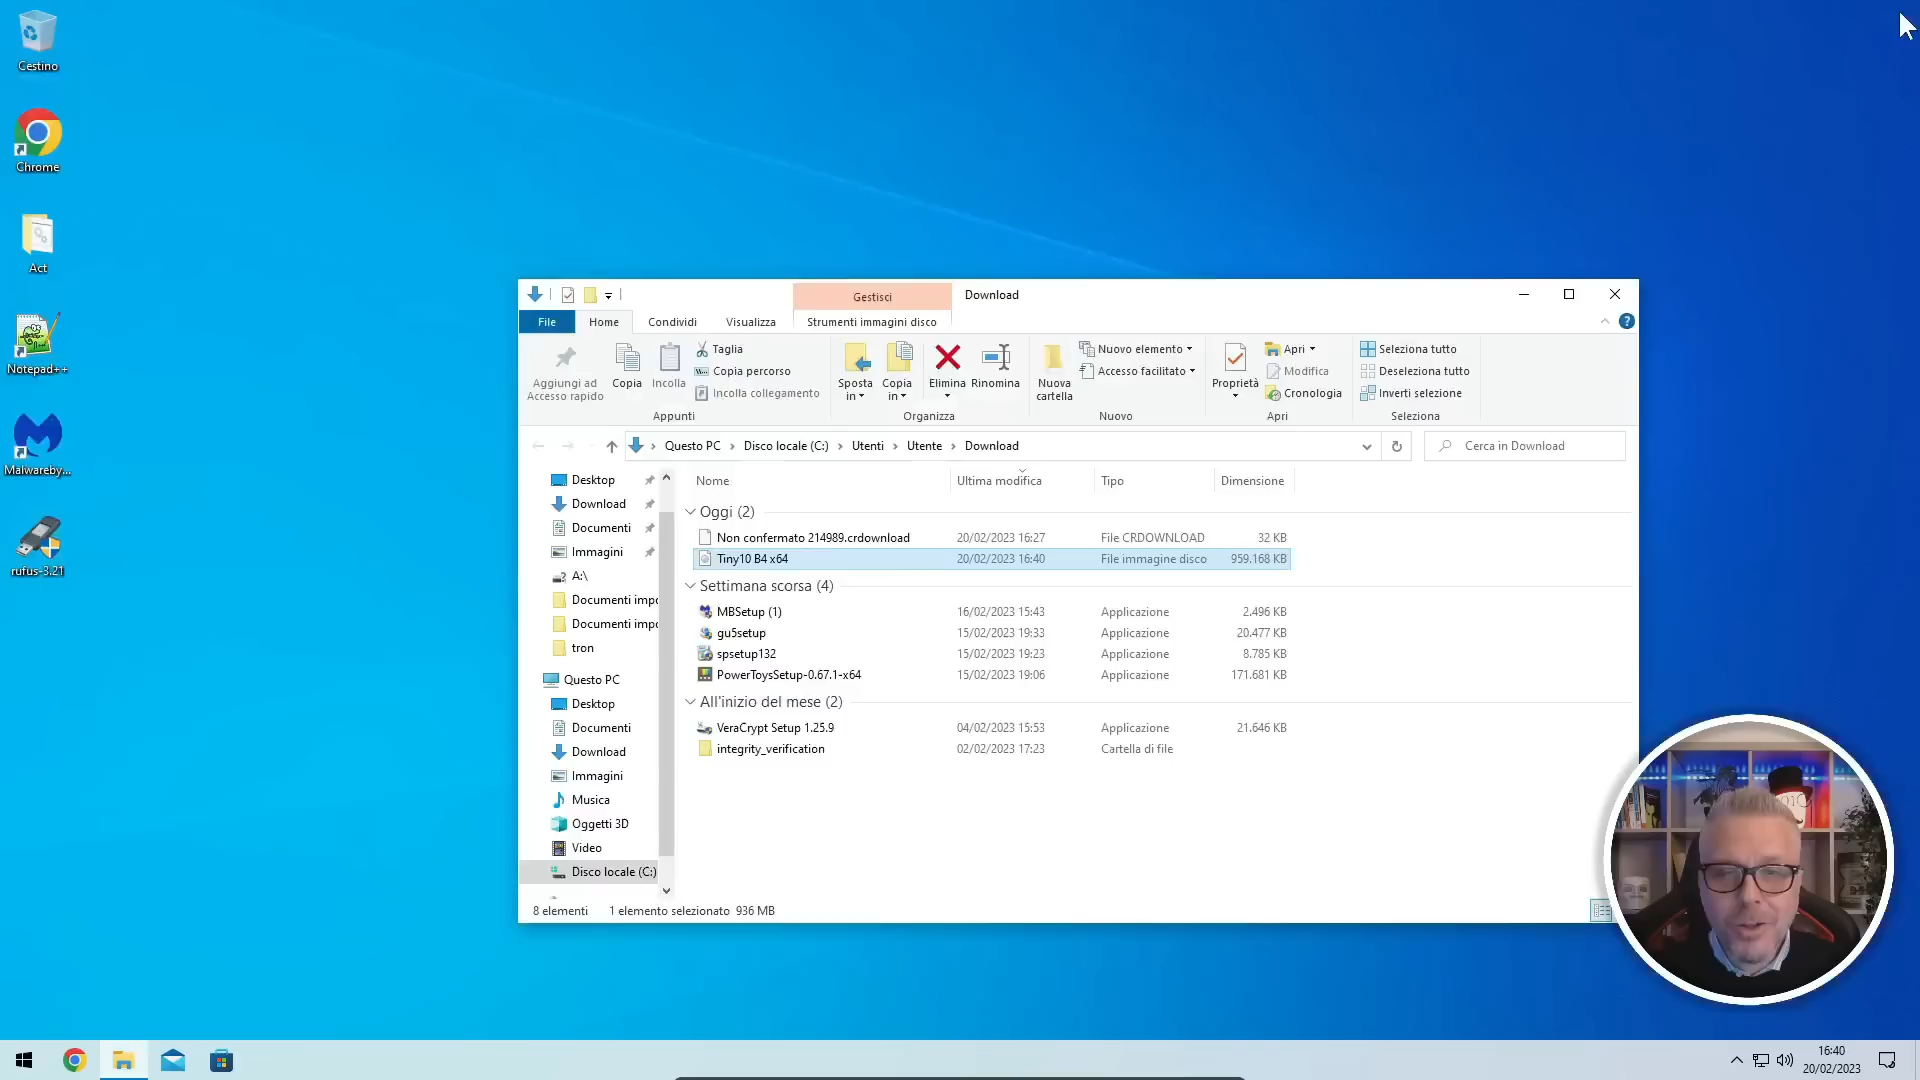 Cestino
Chrome
Act
Notepad++
Malwareby...
rufus-3.21
Gestisci
Download
File
Home
Condividi
Visualizza
Strumenti immagini disco
Aggiungi ad
Accesso rapido
Copia
Incolla
Taglia
Copia percorso
Incolla collegamento
Appunti
Sposta
in
Copia
in
Elimina
Rinomina
Organizza
Nuova
cartella
Nuovo elemento
Accesso facilitato
Nuovo
Proprietà
Apri
Modifica
Cronologia
Apri
Seleziona tutto
Deseleziona tutto
Inverti selezione
Seleziona
Questo PC
Disco locale (C:)
Utenti
Utente
Download
Cerca in Download
Desktop
Download
Documenti
Immagini
A:\
Documenti impo
Documenti impo
tron
Questo PC
Desktop
Documenti
Download
Immagini
Musica
Oggetti 3D
Video
Disco locale (C:)
Nome
Ultima modifica
Tipo
Dimensione
Oggi (2)
Non confermato 214989.crdownload 20/02/2023 16:27 File CRDOWNLOAD 32 KB
Tiny10 B4 x64 20/02/2023 16:40 File immagine disco 959.168 KB
Settimana scorsa (4)
MBSetup (1) 16/02/2023 15:43 Applicazione 2.496 KB
gu5setup 15/02/2023 19:33 Applicazione 20.477 KB
spsetup132 15/02/2023 19:23 Applicazione 8.785 KB
PowerToysSetup-0.67.1-x64 15/02/2023 19:06 Applicazione 171.681 KB
All'inizio del mese (2)
VeraCrypt Setup 1.25.9 04/02/2023 15:53 Applicazione 21.646 KB
integrity_verification 02/02/2023 17:23 Cartella di file
8 elementi 1 elemento selezionato 936 MB
16:40
20/02/2023